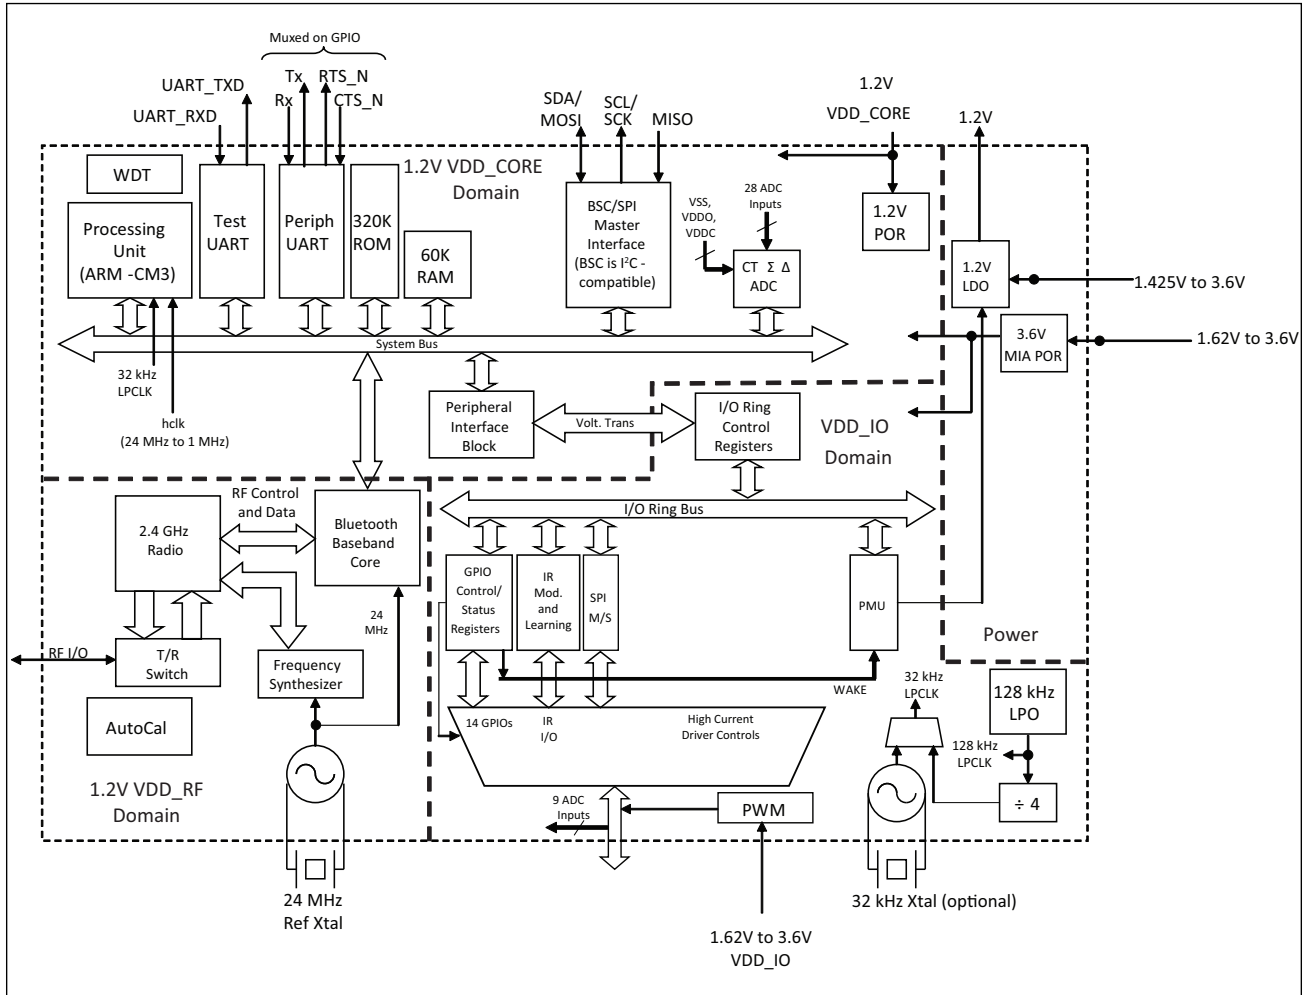 Muxed on GPIO
UART_TXD
Tx
RTS_N
UART_RXD
Rx
CTS_N
SDA/
MOSI
SCL/
SCK
MISO
1.2V
VDD_CORE
1.2V
WDT
Processing
Unit
(ARM -CM3)
Test
UART
Periph
UART
320K
ROM
1.2V VDD_CORE
Domain
60K
RAM
BSC/SPI
Master
Interface
(BSC is I²C -
compatible)
VSS,
VDDO,
VDDC
28 ADC
Inputs
CT Σ Δ
ADC
1.2V
POR
1.2V
LDO
1.425V to 3.6V
3.6V
MIA POR
1.62V to 3.6V
System Bus
32 kHz
LPCLK
hclk
(24 MHz to 1 MHz)
Peripheral
Interface
Block
Volt. Trans
I/O Ring
Control
Registers
VDD_IO
Domain
I/O Ring Bus
2.4 GHz
Radio
RF Control
and Data
Bluetooth
Baseband
Core
GPIO
Control/
Status
Registers
IR
Mod.
and
Learning
SPI
M/S
PMU
24
MHz
Power
RF I/O
T/R
Switch
Frequency
Synthesizer
WAKE
32 kHz
LPCLK
128 kHz
LPO
AutoCal
14 GPIOs
IR
I/O
High Current
Driver Controls
128 kHz
LPCLK
1.2V VDD_RF
Domain
9 ADC
Inputs
PWM
÷ 4
24 MHz
Ref Xtal
32 kHz Xtal (optional)
1.62V to 3.6V
VDD_IO